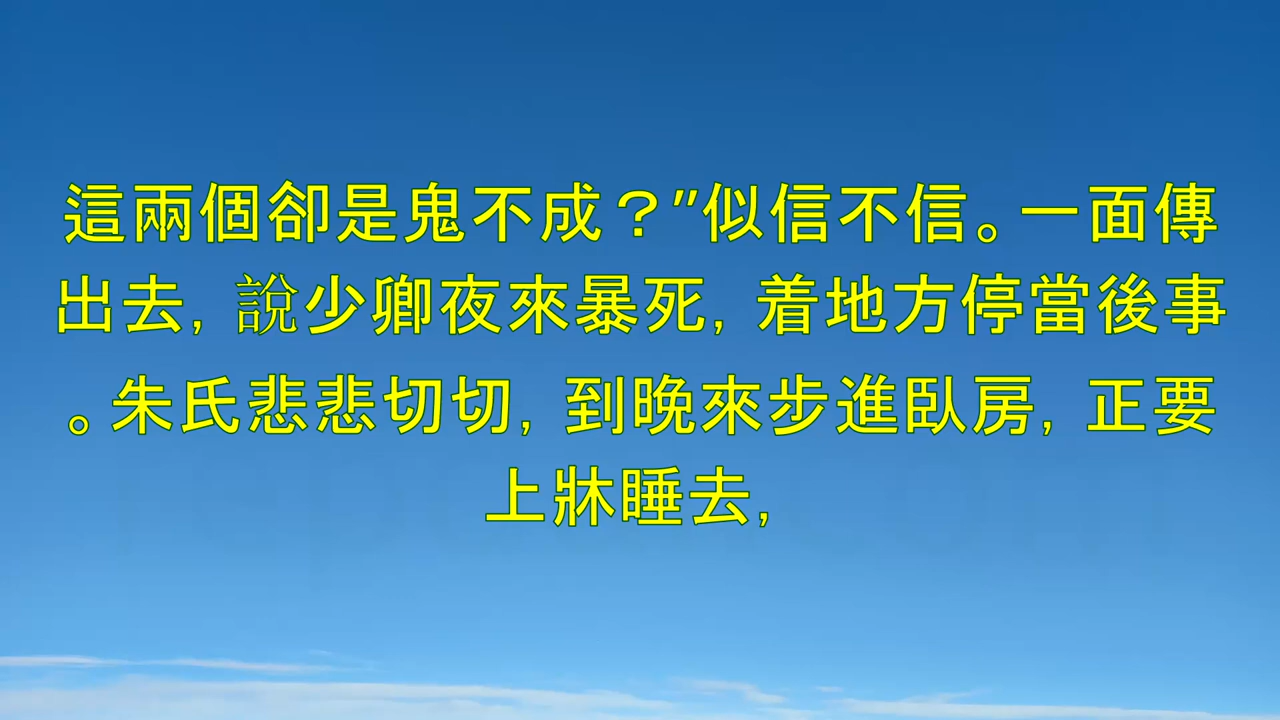 這兩個卻是鬼不成？”似信不信。一面傳
出去，說少卿夜來暴死，着地方停當後事
。朱氏悲悲切切，到晚來步進臥房，正要
上牀睡去，